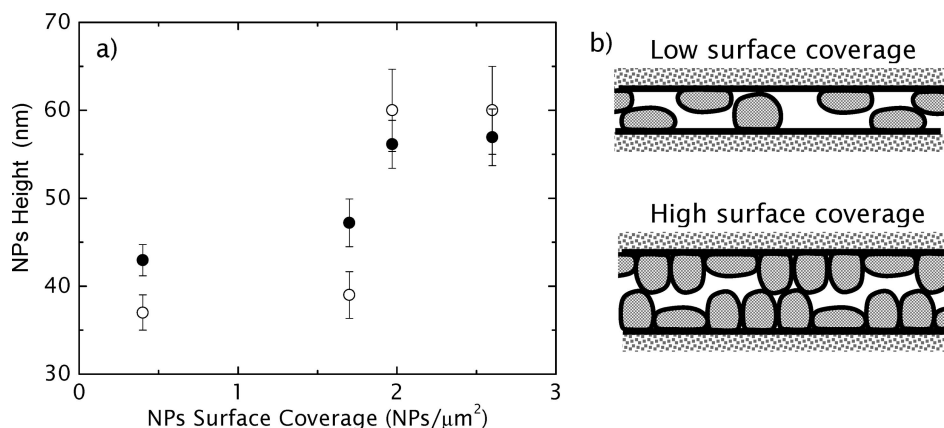 a)
70
60
50
40
30
NPs Height (nm)
0
1
2
3
NPs Surface Coverage (NPs/μm²)
b)
Low surface coverage
High surface coverage